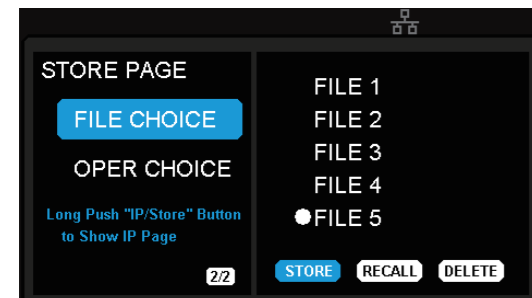 STORE PAGE
FILE CHOICE
OPER CHOICE
Long Push "IP/Store" Button
to Show IP Page
2/2
FILE 1
FILE 2
FILE 3
FILE 4
FILE 5
STORE RECALL DELETE